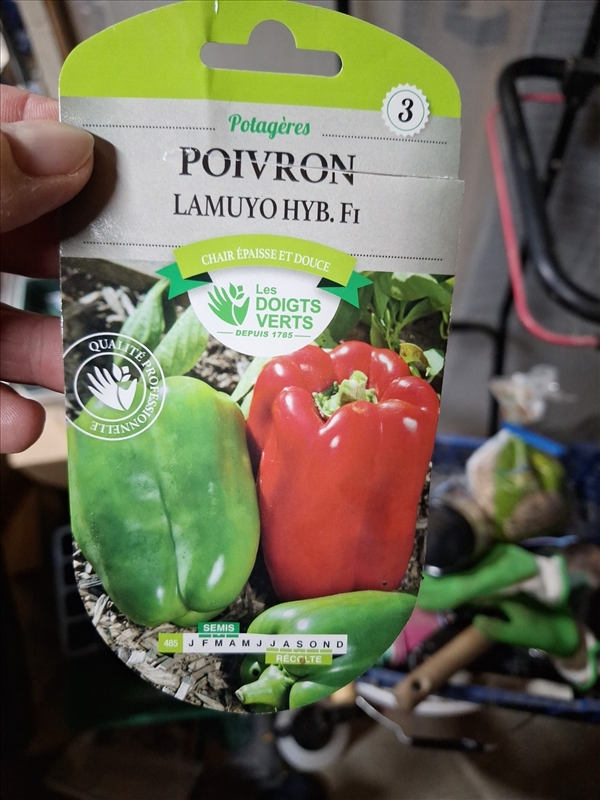 3
Potagères
POIVRON
LAMUYO HYB. F1
CHAIR ÉPAISSE ET DOUCE
Les
DOIGTS
VERTS
DEPUIS 1785
QUALITÉ PROFESSIONNELLE
SEMIS
485 J F M A M J J A S O N D
RÉCOLTE